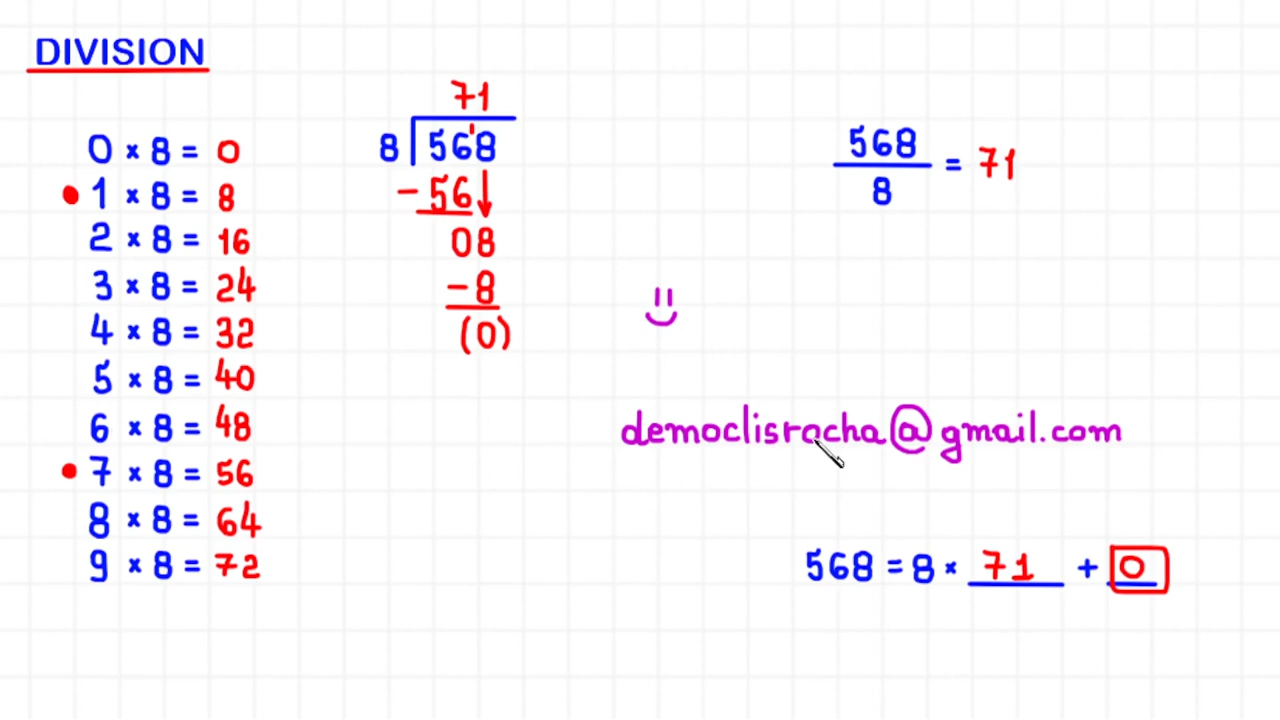 DIVISION
0 × 8 = 0
1 × 8 = 8
2 × 8 = 16
3 × 8 = 24
4 × 8 = 32
5 × 8 = 40
6 × 8 = 48
7 × 8 = 56
8 × 8 = 64
9 × 8 = 72
71
8 568
- 56
08
- 8
(0)
568
8 = 71
democlisrocha@gmail.com
568 = 8 × 71 + 0